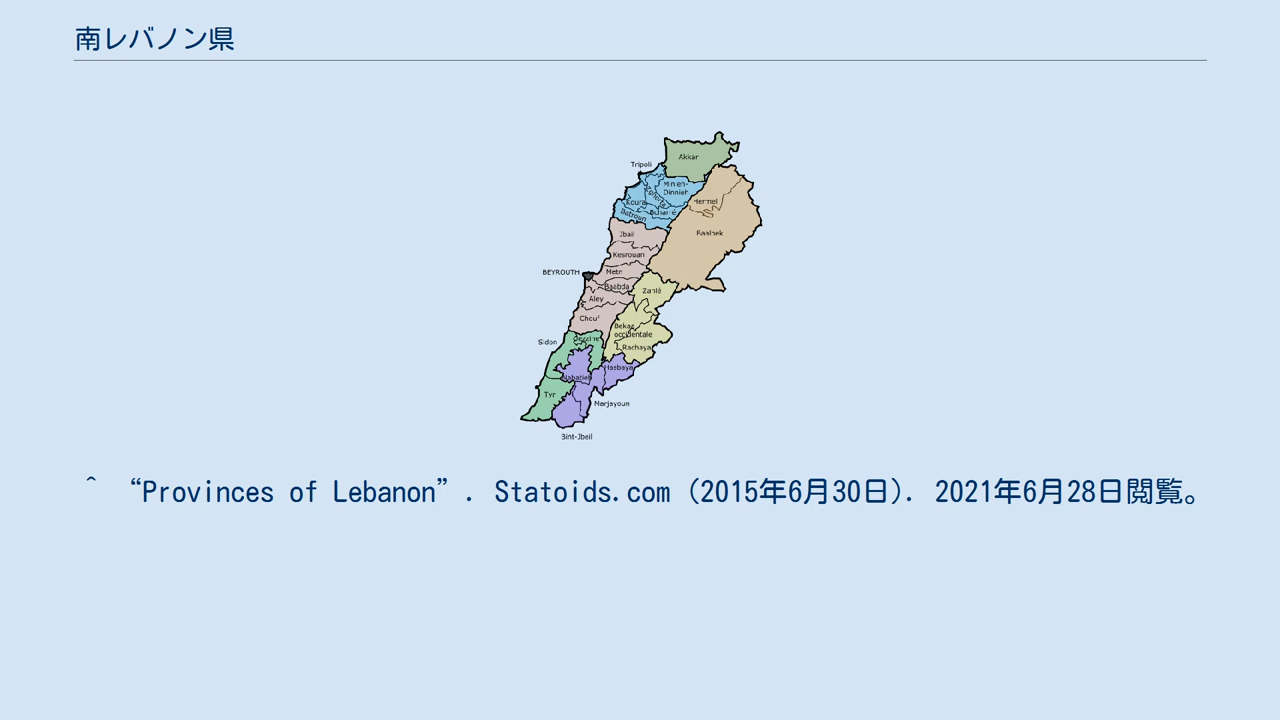 南レバノン県
Akkar
Tripoli
Minieh-
Dinnieh
Hermel
Koura
Batroun
Baalbek
Jbail
Kesrouan
BEYROUTH
Metn
Baabda
Zahlé
Aley
Chouf
Bekaa
occidentale
Sidon
Rachaya
Hasbaya
Nabatieh
Tyr
Marjayoun
Bint-Jbeil
^ “Provinces of Lebanon”. Statoids.com (2015年6月30日). 2021年6月28日閲覧。